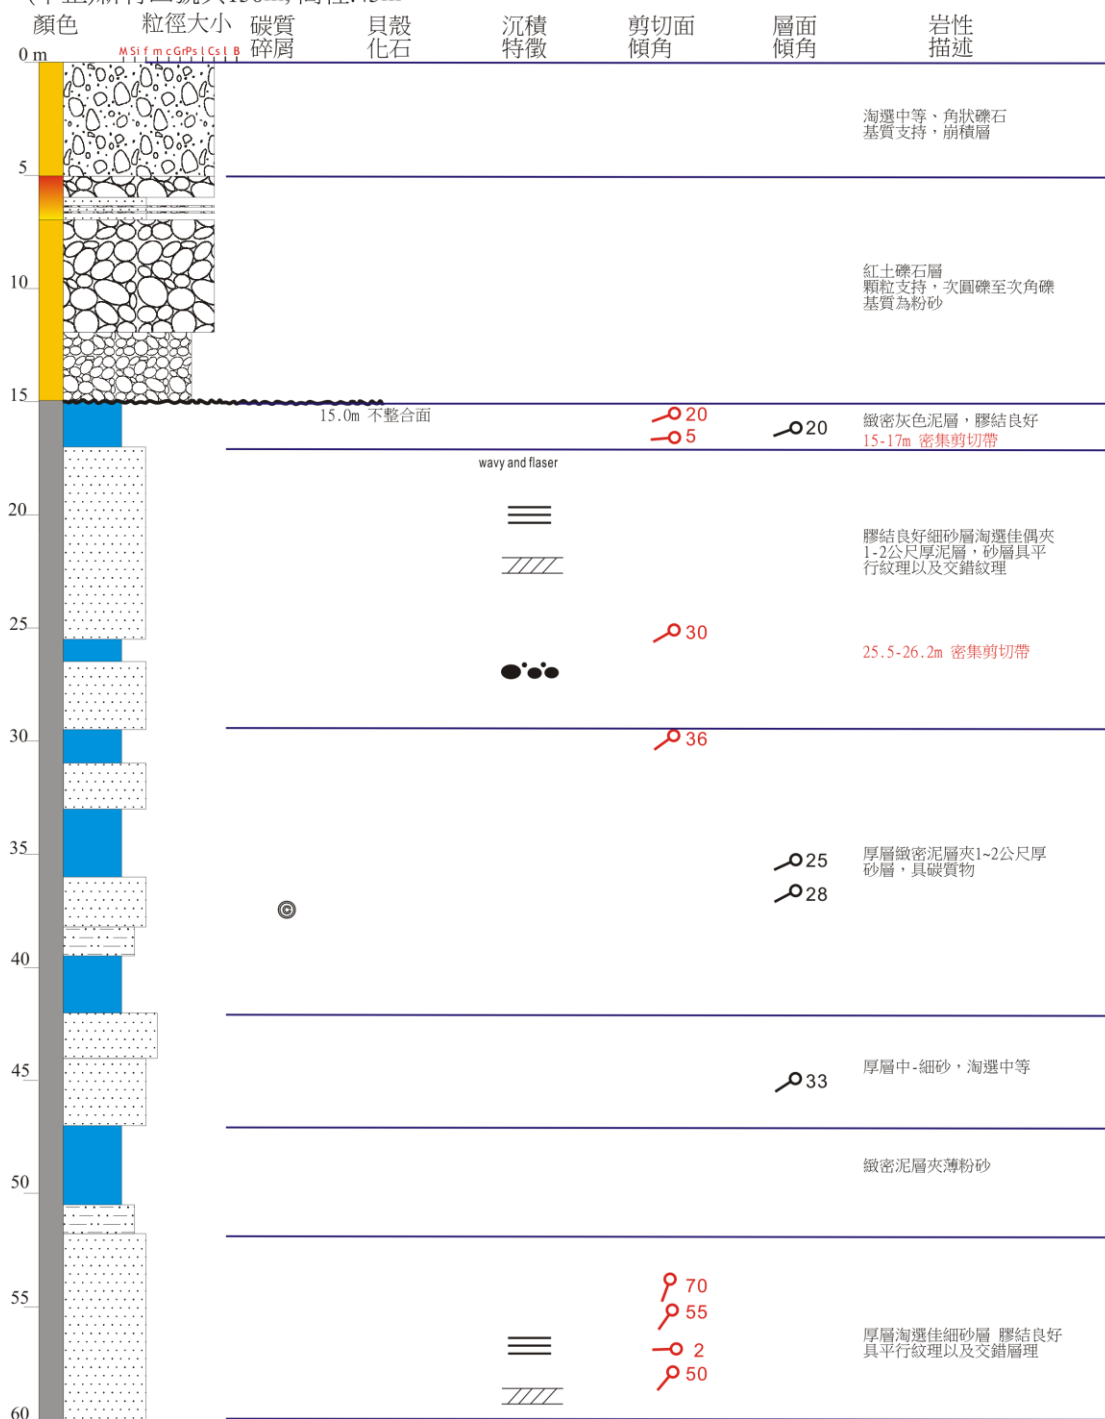 顏色 粒徑大小 碳質碎屑 貝殼化石 沉積特徵 剪切面傾角 層面傾角 岩性描述
M Si f m c Gr Ps l Cs l B
0 m
淘選中等、角狀礫石
基質支持，崩積層
5
紅土礫石層
顆粒支持，次圓礫至次角礫
基質為粉砂
10
15
15.0m 不整合面
20
5
20
緻密灰色泥層，膠結良好
15-17m 密集剪切帶
wavy and flaser
20
膠結良好細砂層淘選佳偶夾
1-2公尺厚泥層，砂層具平
行紋理以及交錯紋理
25
30
25.5-26.2m 密集剪切帶
30
36
35
25
28
厚層緻密泥層夾1~2公尺厚
砂層，具碳質物
40
45
33
厚層中-細砂，淘選中等
50
緻密泥層夾薄粉砂
55
70
55
2
50
厚層淘選佳細砂層 膠結良好
具平行紋理以及交錯層理
60